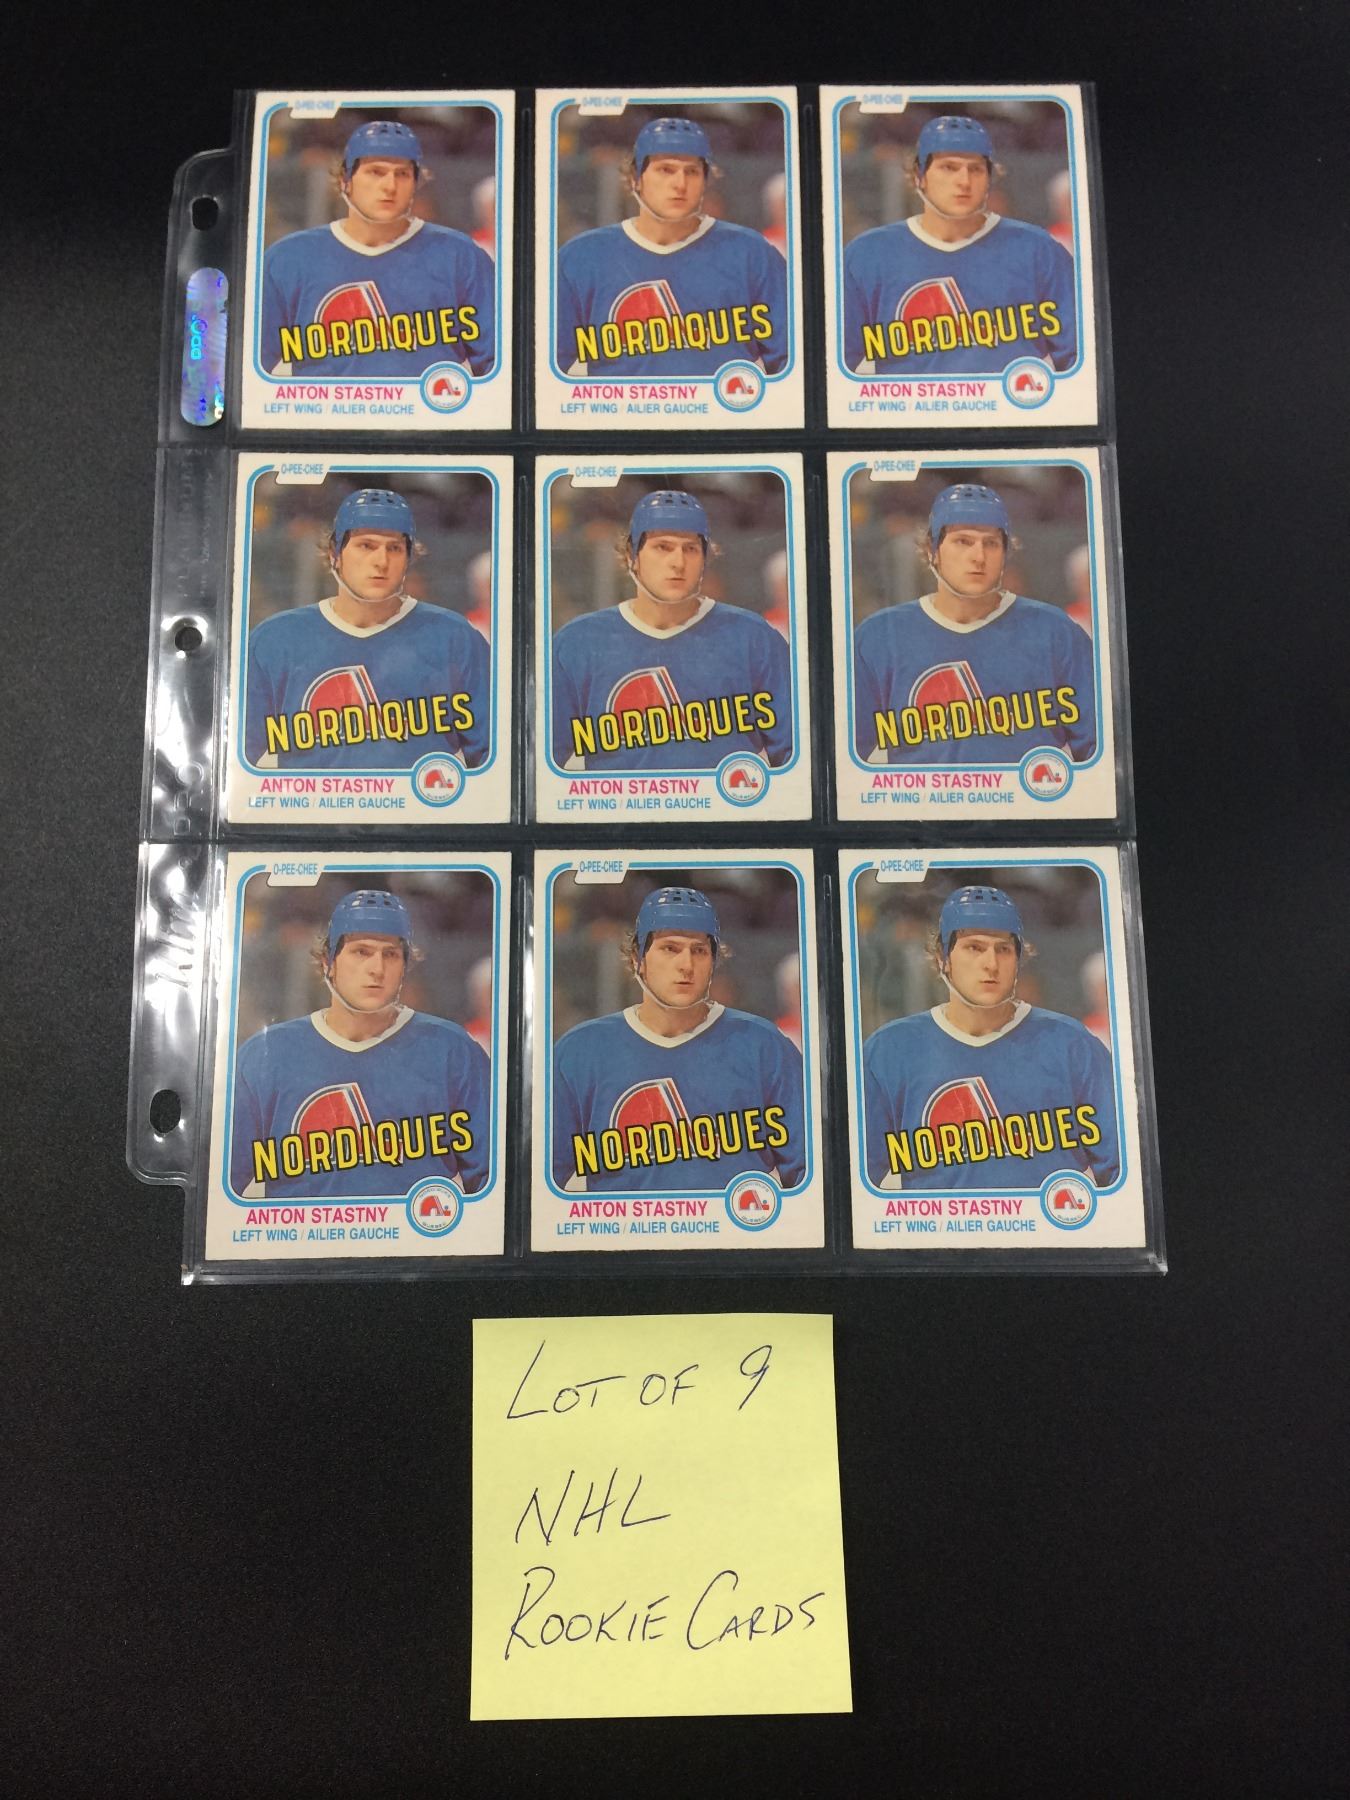 O-PEE-CHEE
NORDIQUES
ANTON STASTNY
LEFT WING / AILIER GAUCHE
O-PEE-CHEE
NORDIQUES
ANTON STASTNY
LEFT WING / AILIER GAUCHE
O-PEE-CHEE
NORDIQUES
ANTON STASTNY
LEFT WING / AILIER GAUCHE
O-PEE-CHEE
NORDIQUES
ANTON STASTNY
LEFT WING / AILIER GAUCHE
O-PEE-CHEE
NORDIQUES
ANTON STASTNY
LEFT WING / AILIER GAUCHE
O-PEE-CHEE
NORDIQUES
ANTON STASTNY
LEFT WING / AILIER GAUCHE
O-PEE-CHEE
NORDIQUES
ANTON STASTNY
LEFT WING / AILIER GAUCHE
O-PEE-CHEE
NORDIQUES
ANTON STASTNY
LEFT WING / AILIER GAUCHE
O-PEE-CHEE
NORDIQUES
ANTON STASTNY
LEFT WING / AILIER GAUCHE
LOT OF 9
NHL
ROOKIE CARDS